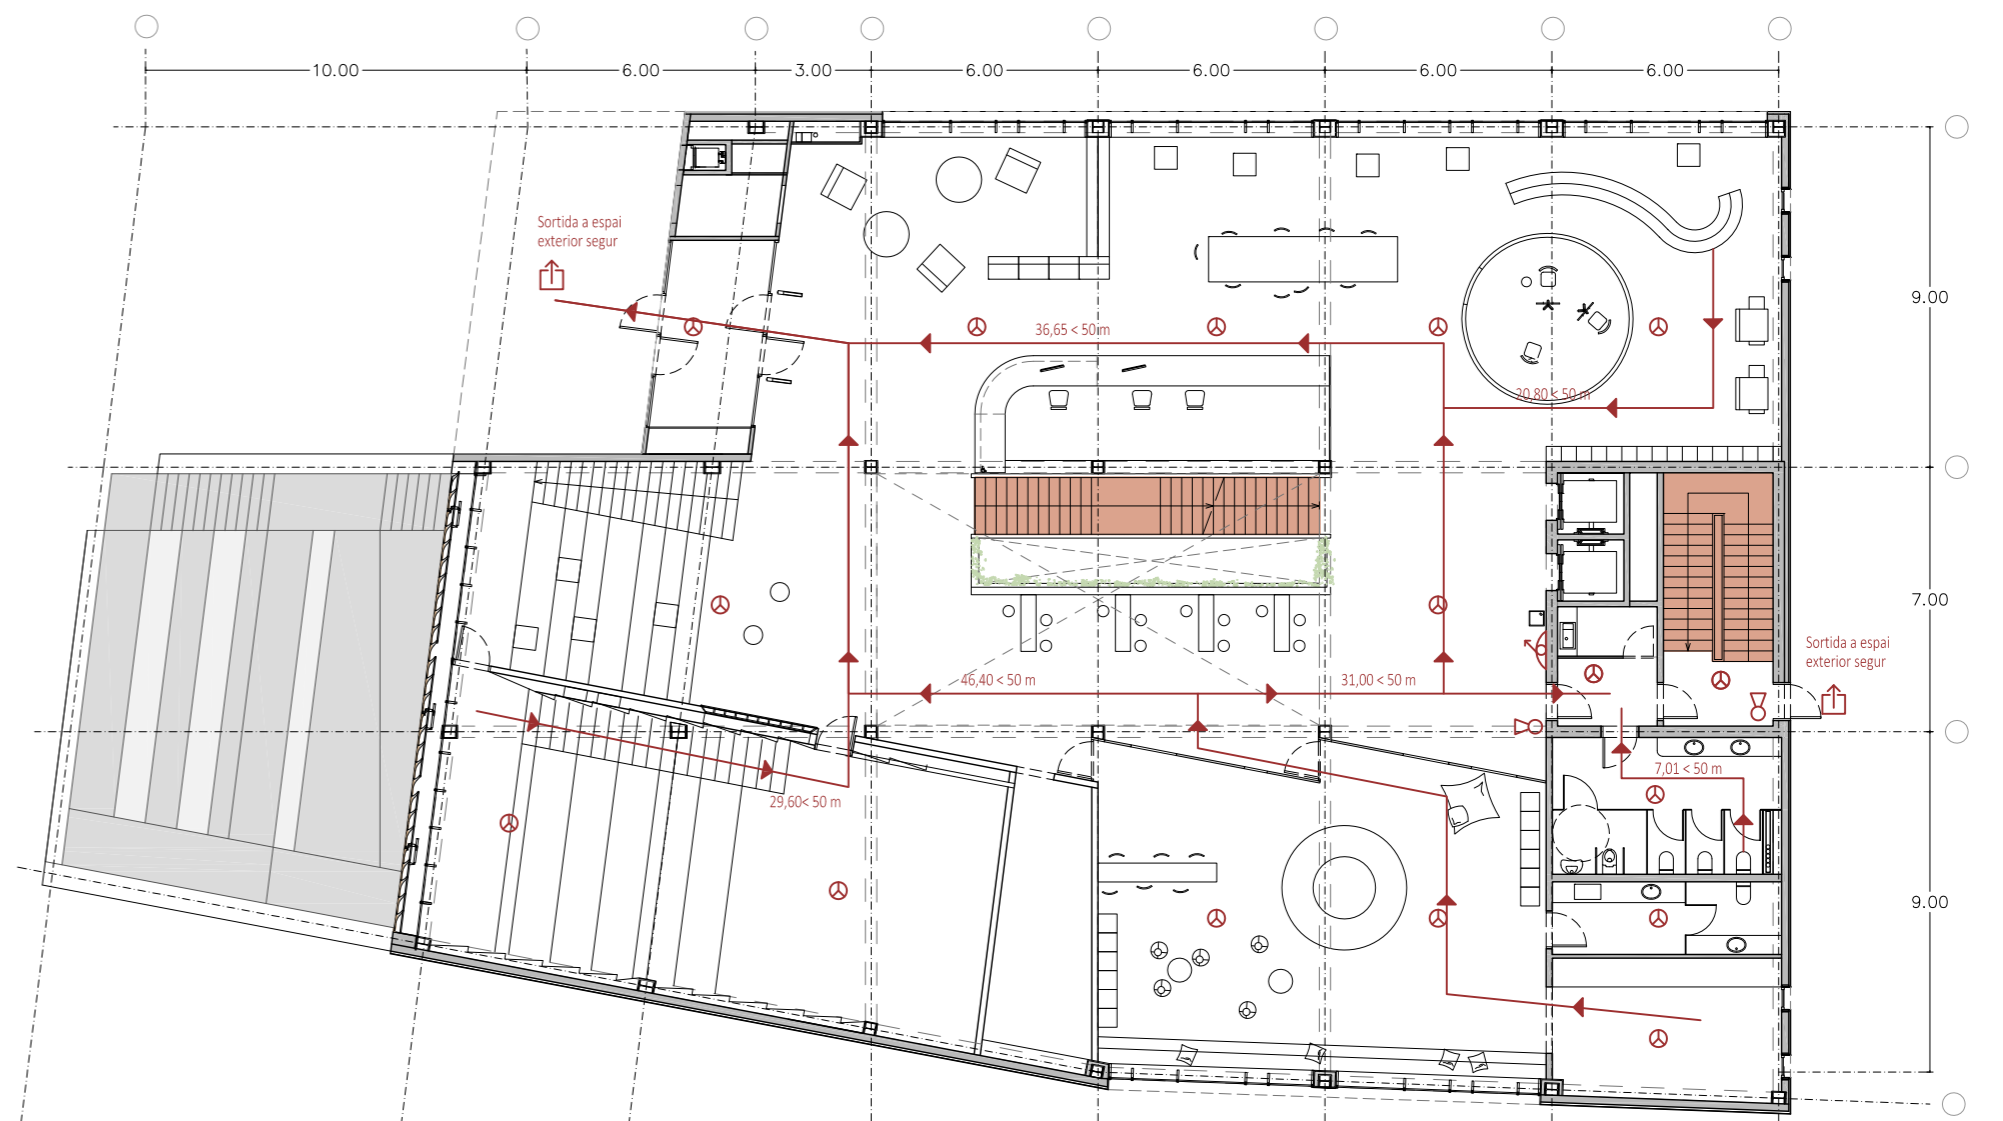 10.00
6.00
3.00
6.00
6.00
6.00
6.00
Sortida a espai
exterior segur
9.00
36,65 < 50 m
20,80 < 50 m
7.00
Sortida a espai
exterior segur
46,40 < 50 m
31,00 < 50 m
7,01 < 50 m
29,60< 50 m
9.00